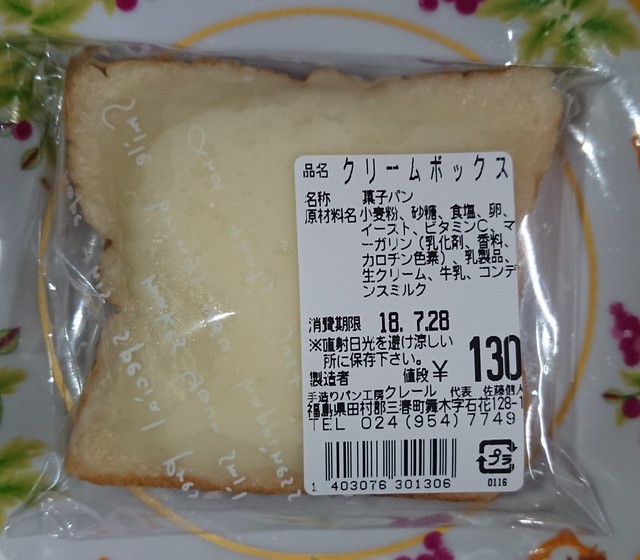 品名 クリームボックス
名称 菓子パン
原材料名 小麦粉、砂糖、食塩、卵、
イースト、ビタミンC、マ
ーガリン(乳化剤、香料、
カロチン色素)、乳製品、
生クリーム、牛乳、コンデ
ンスミルク
消費期限 18.7.28
※直射日光を避け涼しい
所に保存下さい。
製造者 値段 ¥130
手造りパン工房クレール 代表 佐藤
福島県田村郡三春町舞木字石花128-1
TEL 024(954)7749
1 403076 301306
プラ
0116
special